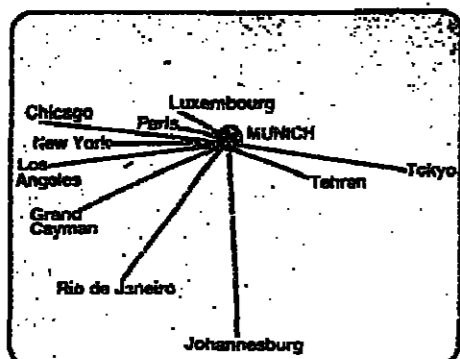 Luxembourg
Chicago
Paris
MUNICH
New York
Los
Angeles
Tehran
Tokyo
Grand
Cayman
Rio de Janeiro
Johannesburg